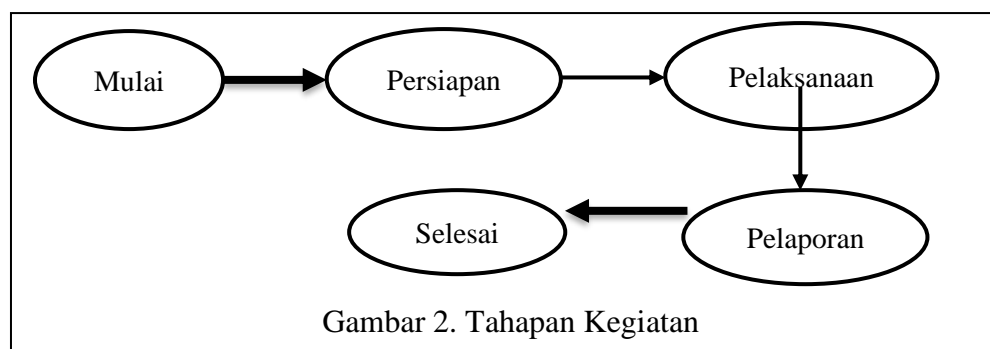 Mulai
Persiapan
Pelaksanaan
Pelaporan
Selesai
Gambar 2. Tahapan Kegiatan